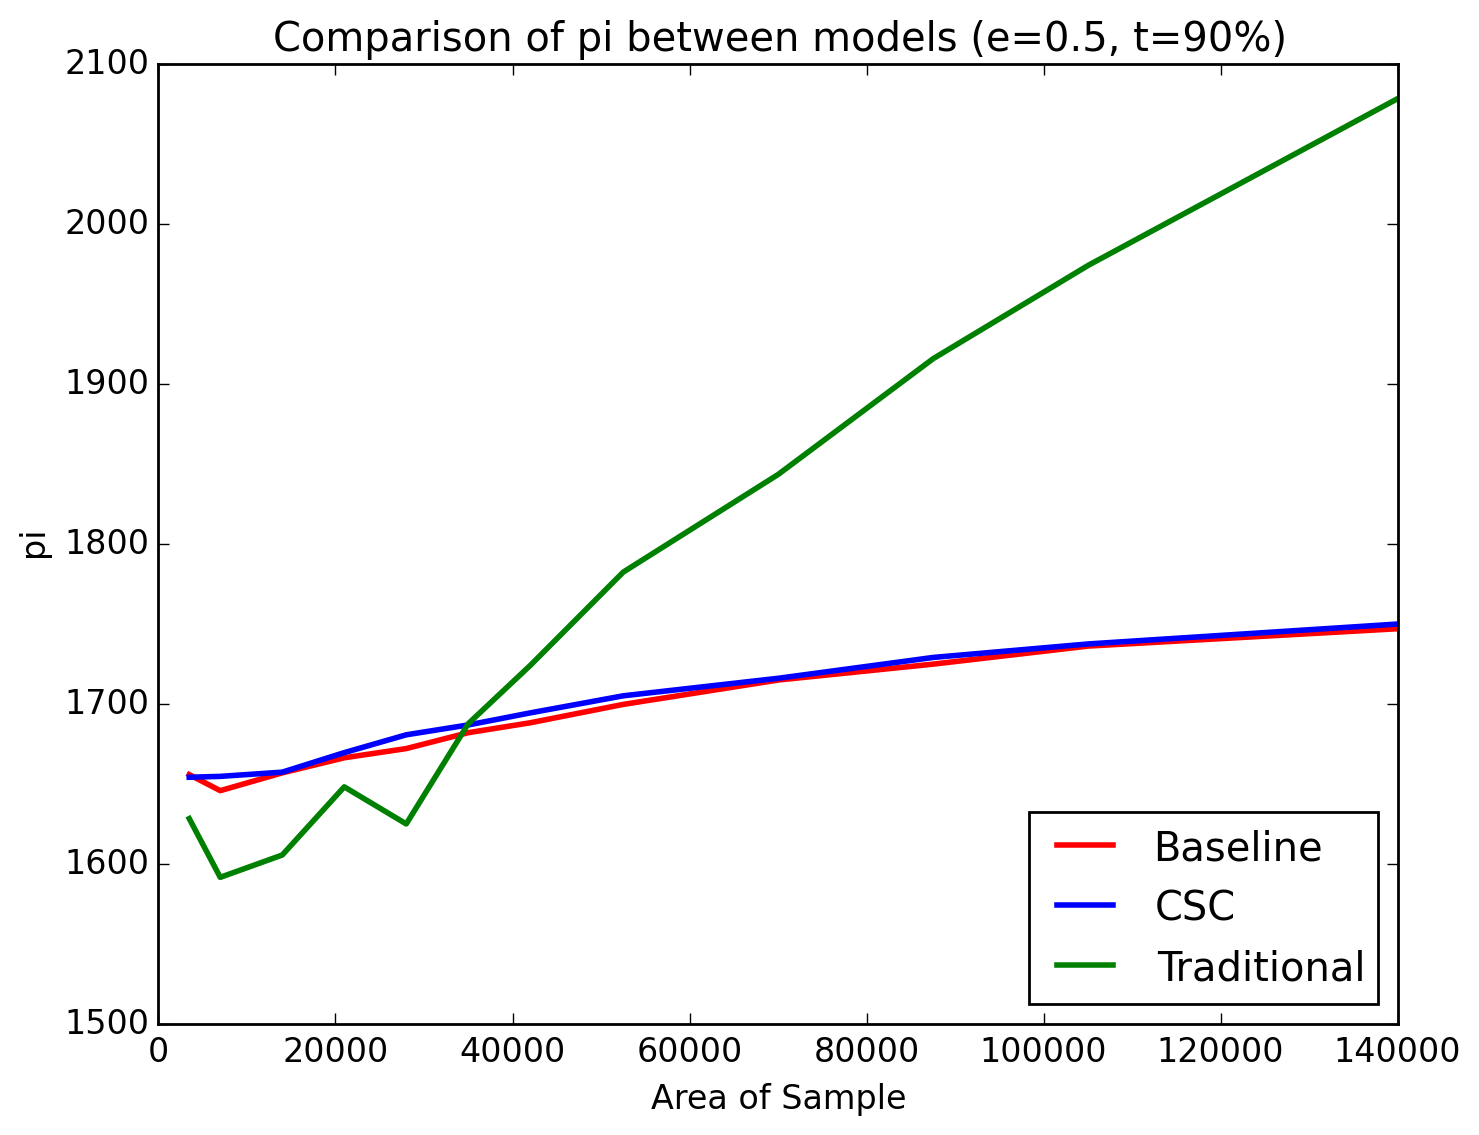 Comparison of pi between models (e=0.5, t=90%)
2100
2000
1900
1800
1700
1600
1500
pi
0 20000 40000 60000 80000 100000 120000 140000
Area of Sample
Baseline
CSC
Traditional